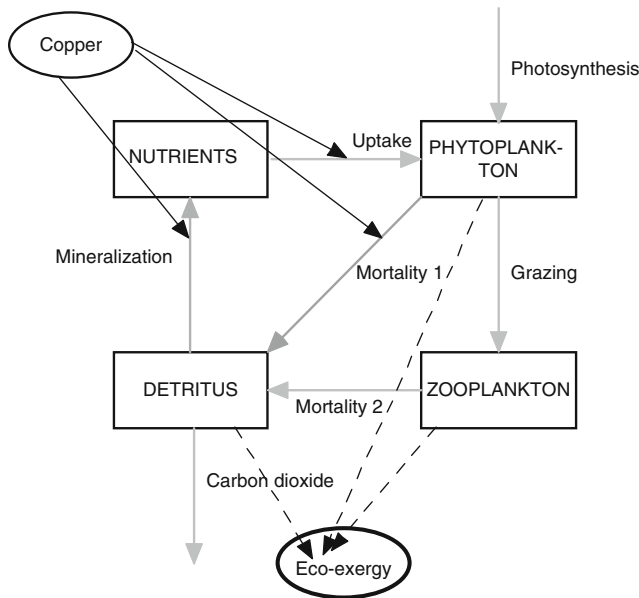 Copper
Photosynthesis
NUTRIENTS
Uptake
PHYTOPLANK-
TON
Mineralization
Mortality 1
Grazing
DETRITUS
Mortality 2
ZOOPLANKTON
Carbon dioxide
Eco-exergy